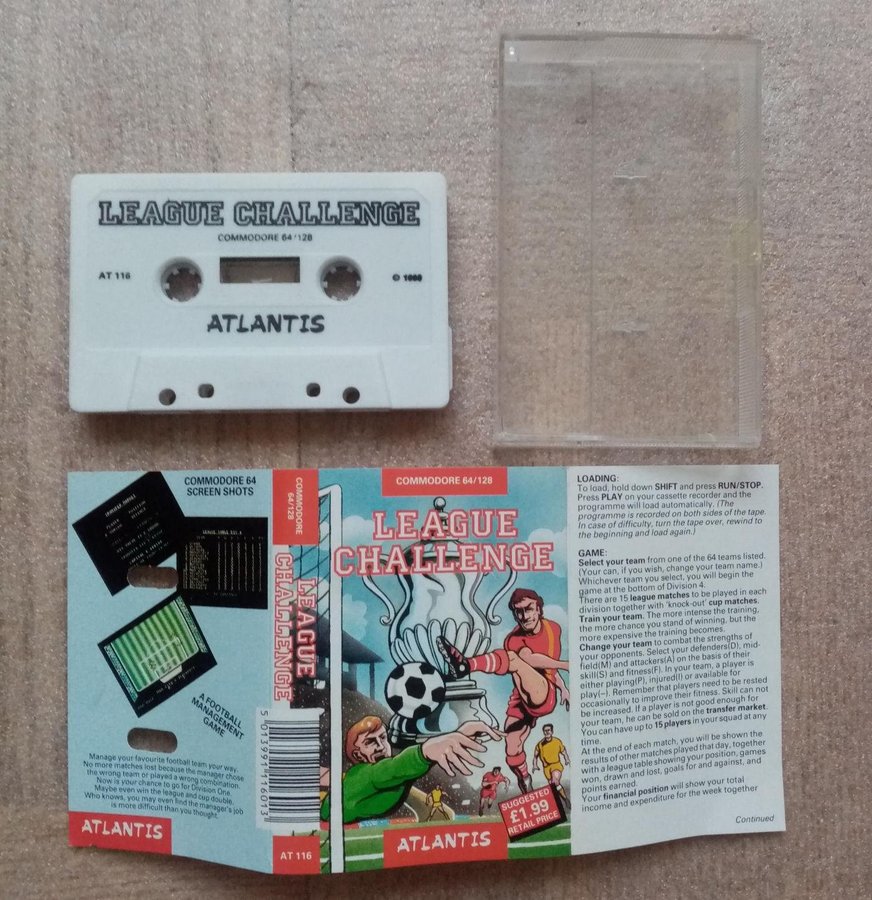 LEAGUE CHALLENGE
COMMODORE 64/128
AT 116
© 1986
ATLANTIS
COMMODORE 64
SCREEN SHOTS
A FOOTBALL
MANAGEMENT
GAME
Manage your favourite football team your way.
No more matches lost because the manager chose
the wrong team or played a wrong combination.
Now is your chance to go for Division One.
Maybe even win the league and cup double.
Who knows, you may even find the manager's job
is more difficult than you thought.
ATLANTIS
COMMODORE
64/128
LEAGUE
CHALLENGE
5 013991 160113
AT 116
COMMODORE 64/128
LEAGUE
CHALLENGE
SUGGESTED
£1.99
RETAIL PRICE
ATLANTIS
LOADING:
To load, hold down SHIFT and press RUN/STOP.
Press PLAY on your cassette recorder and the
programme will load automatically. (The
programme is recorded on both sides of the tape.
In case of difficulty, turn the tape over, rewind to
the beginning and load again.)
GAME:
Select your team from one of the 64 teams listed.
(Your can, if you wish, change your team name.)
Whichever team you select, you will begin the
game at the bottom of Division 4.
There are 15 league matches to be played in each
division together with 'knock-out' cup matches.
Train your team. The more intense the training,
the more chance you stand of winning, but the
more expensive the training becomes.
Change your team to combat the strengths of
your opponents. Select your defenders(D), mid-
field(M) and attackers(A) on the basis of their
skill(S) and fitness(F). In your team, a player is
either playing(P), injured(I) or available for
play(–). Remember that players need to be rested
occasionally to improve their fitness. Skill can not
be increased. If a player is not good enough for
your team, he can be sold on the transfer market.
You can have up to 15 players in your squad at any
time.
At the end of each match, you will be shown the
results of other matches played that day, together
with a league table showing your position, games
won, drawn and lost, goals for and against, and
points earned.
Your financial position will show your total
income and expenditure for the week together
Continued